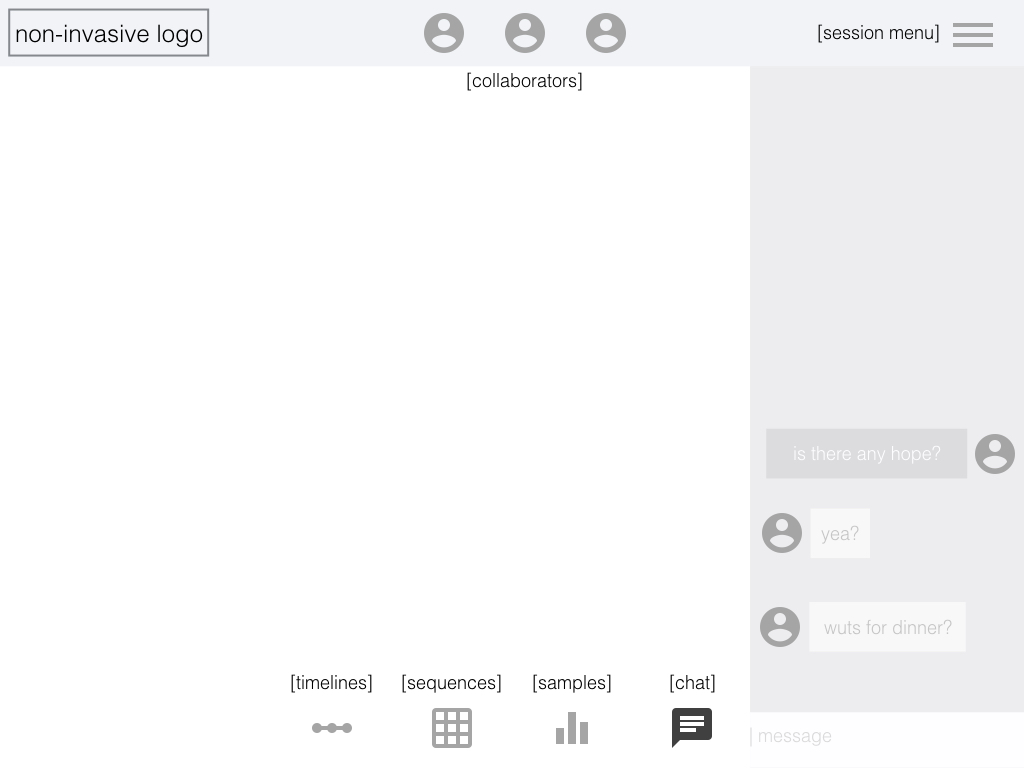 non-invasive logo
[session menu]
[collaborators]
is there any hope?
yea?
wuts for dinner?
[timelines]
[sequences]
[samples]
[chat]
message